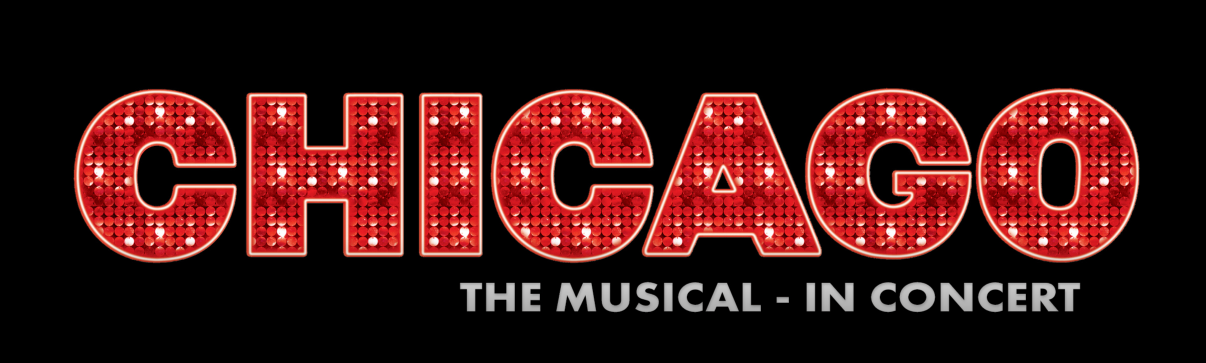 CHICAGO
THE MUSICAL - IN CONCERT